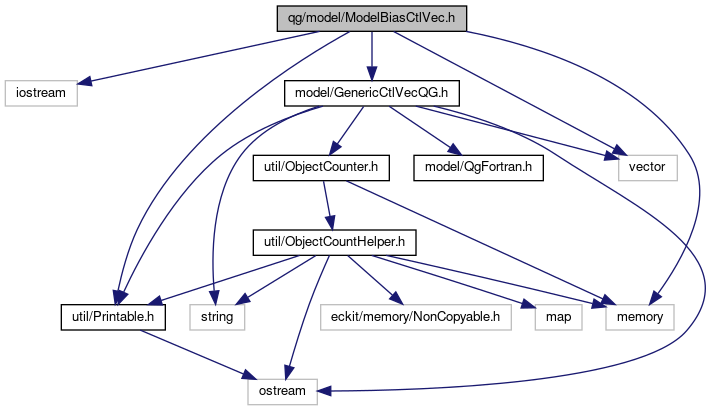 qg/model/ModelBiasCtlVec.h
iostream
model/GenericCtlVecQG.h
util/ObjectCounter.h
model/QgFortran.h
vector
util/ObjectCountHelper.h
util/Printable.h
string
eckit/memory/NonCopyable.h
map
memory
ostream